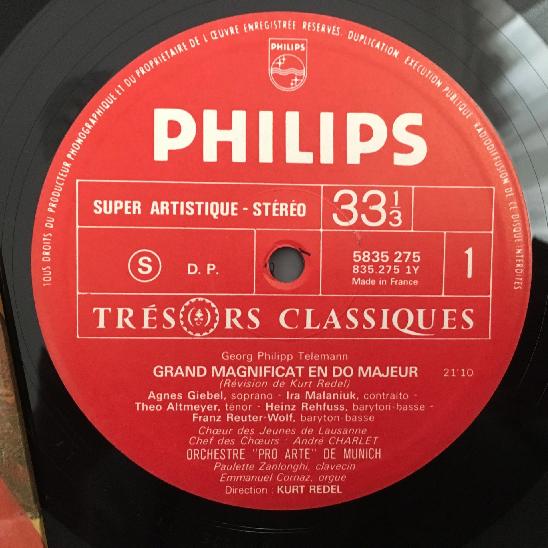 TOUS DROITS DU PRODUCTEUR PHONOGRAPHIQUE ET DU PROPRIÉTAIRE DE L'ŒUVRE ENREGISTRÉE RESERVÉS. DUPLICATION, EXÉCUTION PUBLIQUE, RADIODIFFUSION DE CE DISQUE INTERDITES
PHILIPS
PHILIPS
SUPER ARTISTIQUE - STÉRÉO
33 1/3
S
D. P.
5835 275
835.275 1Y
Made in France
1
TRÉSORS CLASSIQUES
Georg Philipp Telemann
GRAND MAGNIFICAT EN DO MAJEUR 21'10
(Révision de Kurt Redel)
Agnes Giebel, soprano - Ira Malaniuk, contralto -
Theo Altmeyer, ténor - Heinz Rehfuss, baryton-basse -
Franz Reuter-Wolf, baryton-basse
Chœur des Jeunes de Lausanne
Chef des Chœurs : André CHARLET
ORCHESTRE "PRO ARTE" DE MUNICH
Paulette Zanlonghi, clavecin
Emmanuel Cornaz, orgue
Direction : KURT REDEL